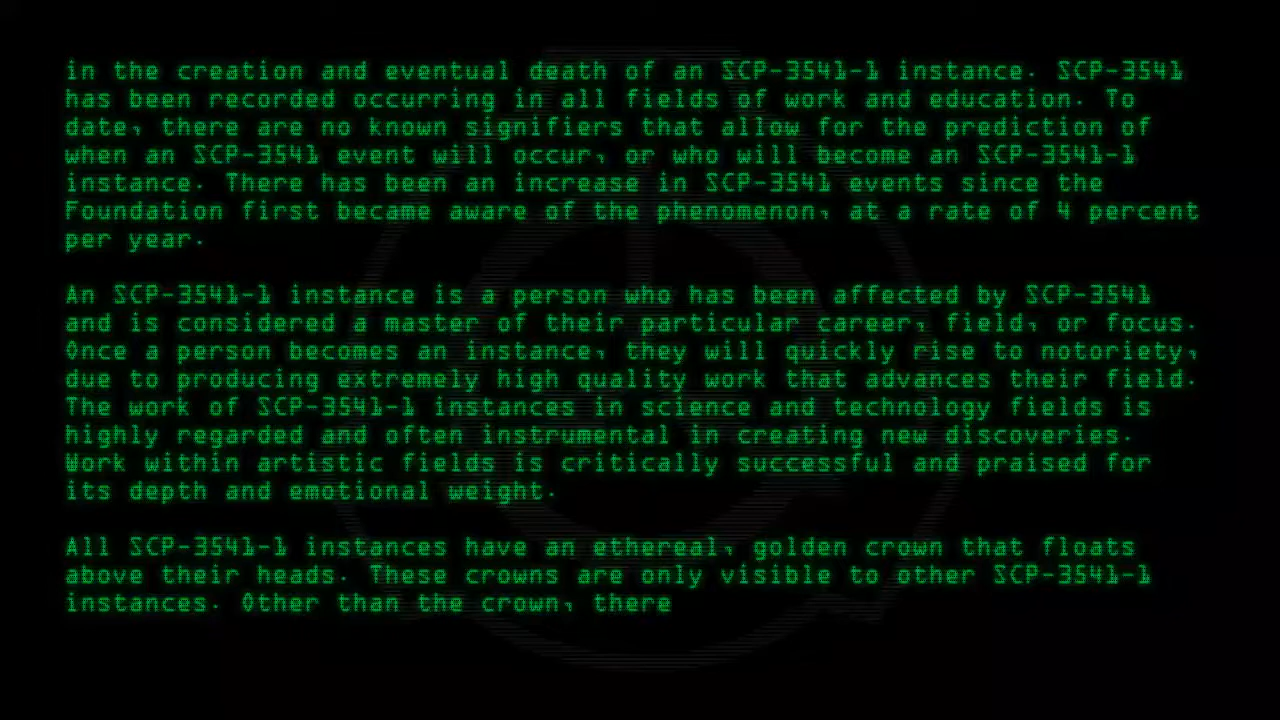 in the creation and eventual death of an SCP-3541-1 instance. SCP-3541
has been recorded occurring in all fields of work and education. To
date, there are no known signifiers that allow for the prediction of
when an SCP-3541 event will occur, or who will become an SCP-3541-1
instance. There has been an increase in SCP-3541 events since the
Foundation first became aware of the phenomenon, at a rate of 4 percent
per year.
An SCP-3541-1 instance is a person who has been affected by SCP-3541
and is considered a master of their particular career, field, or focus.
Once a person becomes an instance, they will quickly rise to notoriety,
due to producing extremely high quality work that advances their field.
The work of SCP-3541-1 instances in science and technology fields is
highly regarded and often instrumental in creating new discoveries.
Work within artistic fields is critically successful and praised for
its depth and emotional weight.
All SCP-3541-1 instances have an ethereal, golden crown that floats
above their heads. These crowns are only visible to other SCP-3541-1
instances. Other than the crown, there